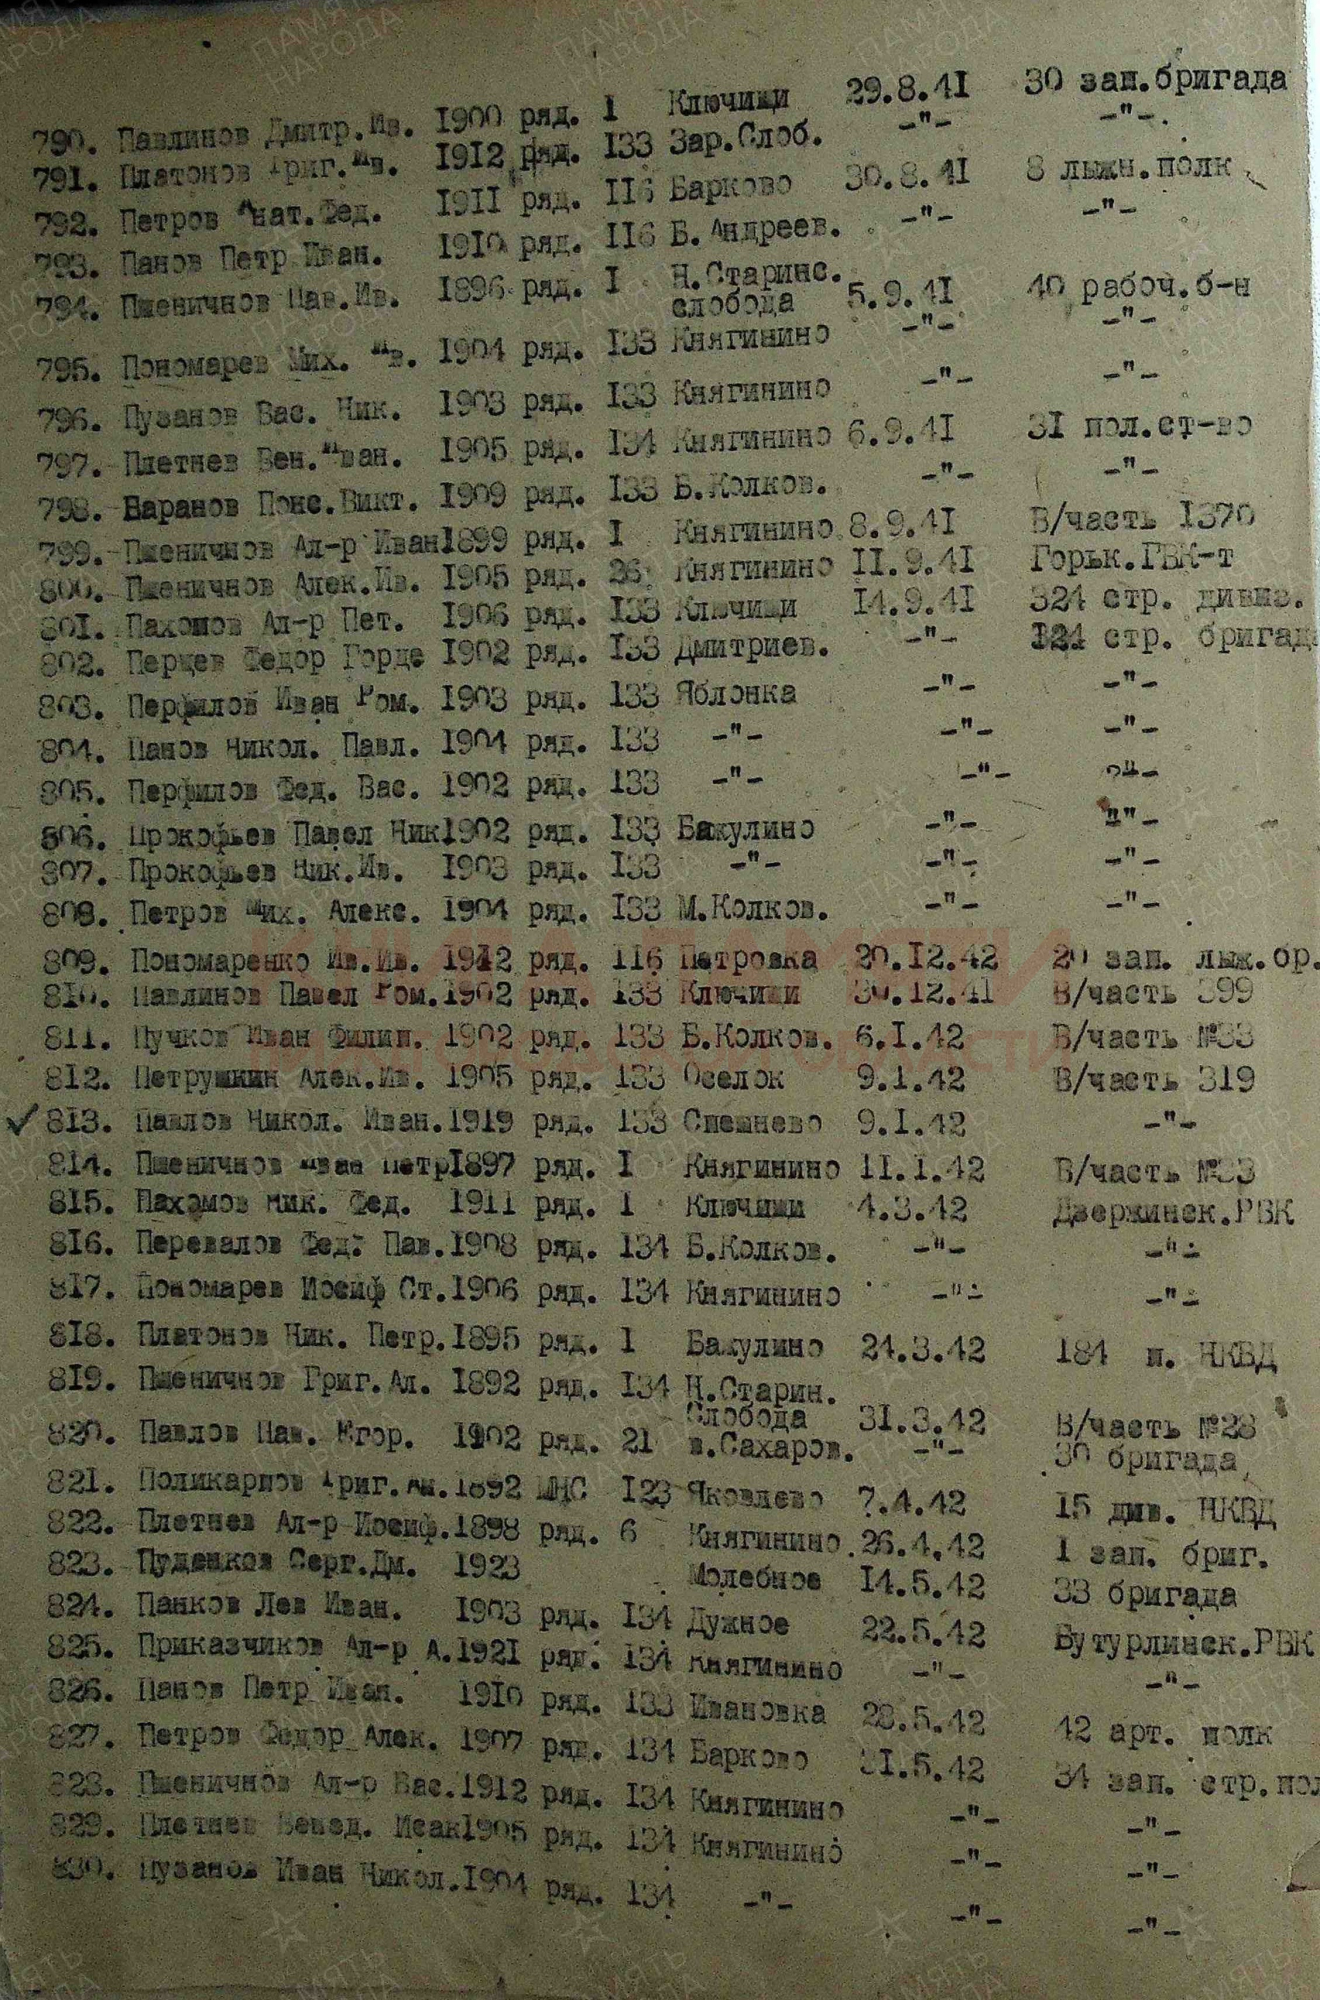 790. Павлинов Дмитр.Ив. 1900 ряд. 1 Ключищи 29.8.41 30 зап.бригада
791. Платонов Григ.Ив. 1912 ряд. 133 Зар.Слоб. -"- -"-.
792. Петров Анат.Фед. 1911 ряд. 116 Барково 30.8.41 8 лыжн.полк
793. Панов Петр Иван. 1910 ряд. 116 Б.Андреев. -"- -"-
794. Пшеничнов Пав.Ив. 1896 ряд. 1 Н.Старинс.
слобода 5.9.41 40 рабоч.б-н
795. Пономарев Мих. Ив. 1904 ряд. 133 Княгинино -"- -"-
796. Пузанов Вас. Ник. 1903 ряд. 133 Княгинино -"- -"-
797. Плетнев Вен.Иван. 1905 ряд. 134 Княгинино 6.9.41 31 пол.ст-во
798. Варанов Викт. 1909 ряд. 133 Б.Колков. -"- -"-
799. Пшеничнов Ал-р Иван 1899 ряд. 1 Княгинино 8.9.41 В/часть 1370
800. Пшеничнов Алек.Ив. 1905 ряд. 26 Княгинино 11.9.41 Горьк.ГВК-т
801. Пахомов Ал-р Пет. 1906 ряд. 133 Ключищи 14.9.41 324 стр. дивиз.
802. Перцев Федор Горде 1902 ряд. 133 Дмитриев. -"- 124 стр. бригада
803. Перфилов Иван Ром. 1903 ряд. 133 Яблонка -"- -"-
804. Панов Никол. Павл. 1904 ряд. 133 -"- -"- -"-
805. Перфилов Фед. Вас. 1902 ряд. 133 -"- -"- -"-
806. Прокофьев Павел Ник. 1902 ряд. 133 Бакулино -"- -"-
807. Прокофьев Ник.Ив. 1903 ряд. 133 -"- -"- -"-
808. Петров Мих. Алекс. 1904 ряд. 133 М.Колков. -"- -"-
809. Пономаренко Ив.Ив. 1912 ряд. 116 Петровка 20.12.42 20 зап. лыж.бр.
810. Павлинов Павел Ром. 1902 ряд. 133 Ключищи 30.12.41 В/часть 399
811. Пучков Иван Филип. 1902 ряд. 133 Б.Колков. 6.1.42 В/часть №33
812. Петрушкин Алек.Ив. 1905 ряд. 133 Оселок 9.1.42 В/часть 319
813. Павлов Никол. Иван. 1919 ряд. 133 Спешнево 9.1.42 -"-
814. Пшеничнов Иван Петр 1897 ряд. 1 Княгинино 11.1.42 В/часть №33
815. Пахомов Ник. Фед. 1911 ряд. 1 Ключищи 4.3.42 Дзержинск.РВК
816. Перевалов Фед. Пав. 1908 ряд. 134 Б.Колков. -"- -"-
817. Пономарев Иосиф Ст. 1906 ряд. 134 Княгинино -"- -"-
818. Платонов Ник. Петр. 1895 ряд. 1 Бакулино 24.3.42 184 п. НКВД
819. Пшеничнов Григ.Ал. 1892 ряд. 134 Н.Старин.
Слобода 31.3.42 В/часть №28
820. Павлов Пав. Егор. 1902 ряд. 21 в.Сахаров. -"- 30 бригада
821. Поликарпов Григ. 1892 МНС 123 Яковлево 7.4.42 15 див. НКВД
822. Плетнев Ал-р Иосиф. 1898 ряд. 6 Княгинино 26.4.42 1 зап. бриг.
823. Пуденков Серг.Дм. 1923 Молебное 14.5.42 33 бригада
824. Панков Лев Иван. 1903 ряд. 134 Дужное 22.5.42 Бутурлинск.РВК
825. Приказчиков Ал-р А. 1921 ряд. 134 Княгинино -"- -"-
826. Панов Петр Иван. 1910 ряд. 133 Ивановка 28.5.42 42 арт. полк
827. Петров Федор Алек. 1907 ряд. 134 Барково 31.5.42 34 зап. стр.пол
828. Пшеничнов Ал-р Вас. 1912 ряд. 134 Княгинино -"- -"-
829. Плетнев Венед. Исак 1905 ряд. 134 Княгинино -"- -"-
830. Пузанов Иван Никол. 1904 ряд. 134 -"- -"- -"-